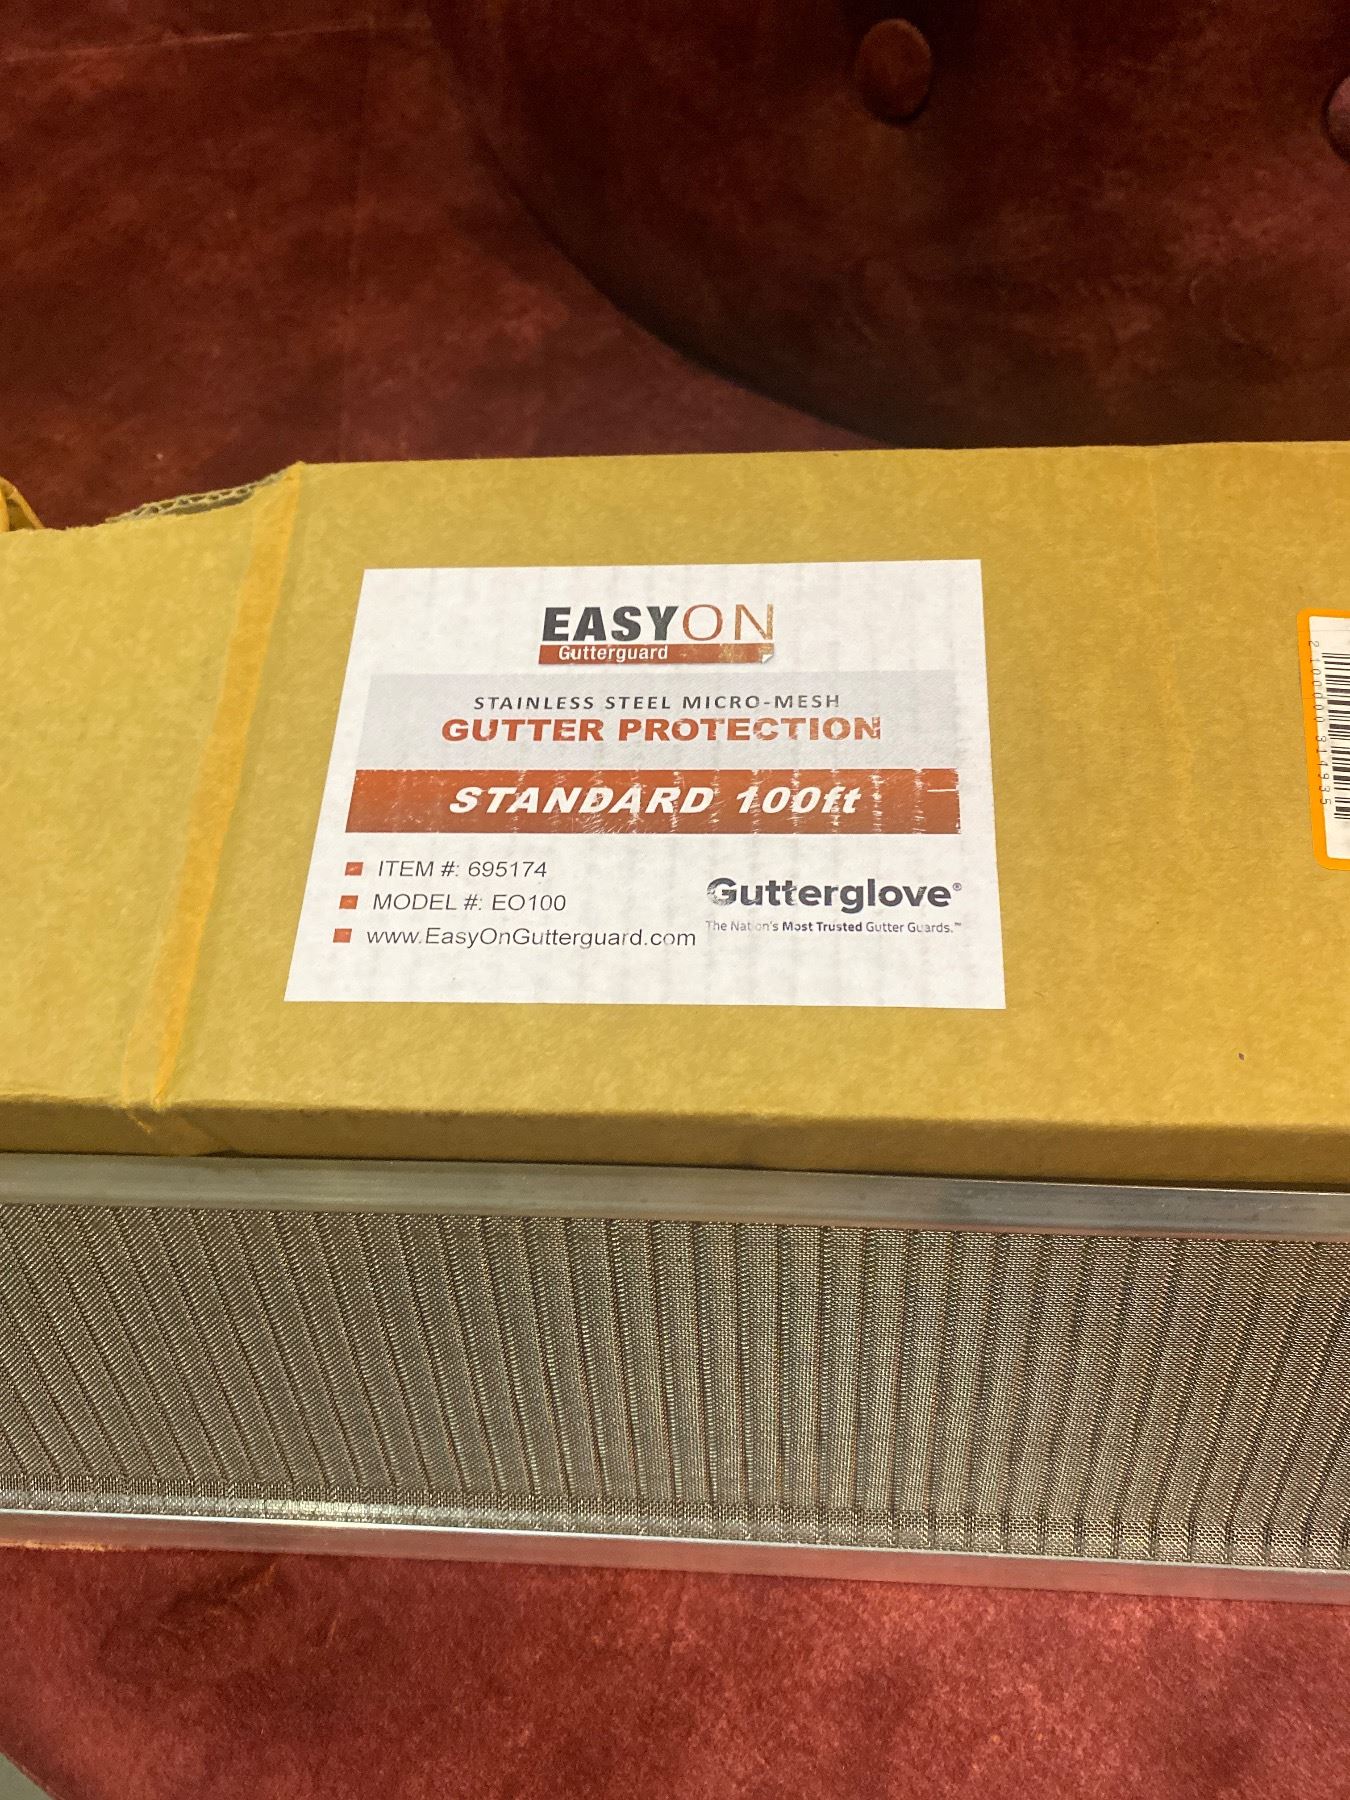 EASYON
Gutterguard
STAINLESS STEEL MICRO-MESH
GUTTER PROTECTION
STANDARD 100ft
ITEM #: 695174
MODEL #: EO100
www.EasyOnGutterguard.com
Gutterglove®
The Nation's Most Trusted Gutter Guards.™
2100000314935